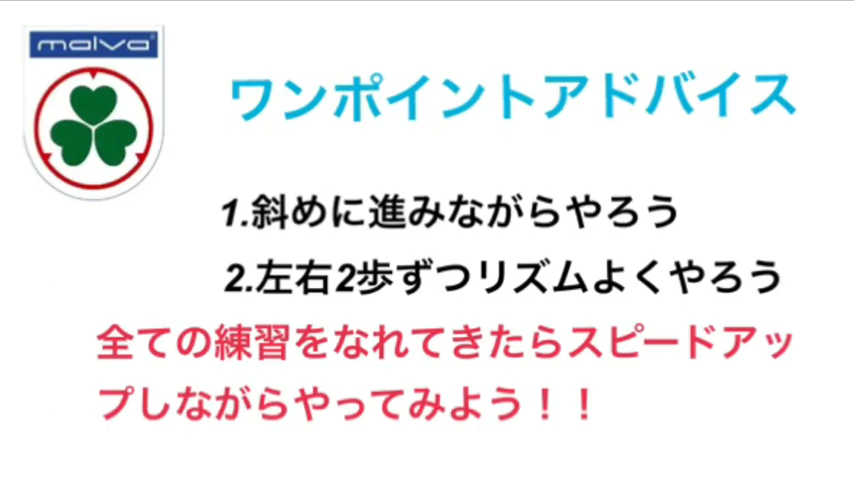 malva
ワンポイントアドバイス
1.斜めに進みながらやろう
2.左右2歩ずつリズムよくやろう
全ての練習をなれてきたらスピードアッ
プしながらやってみよう！！